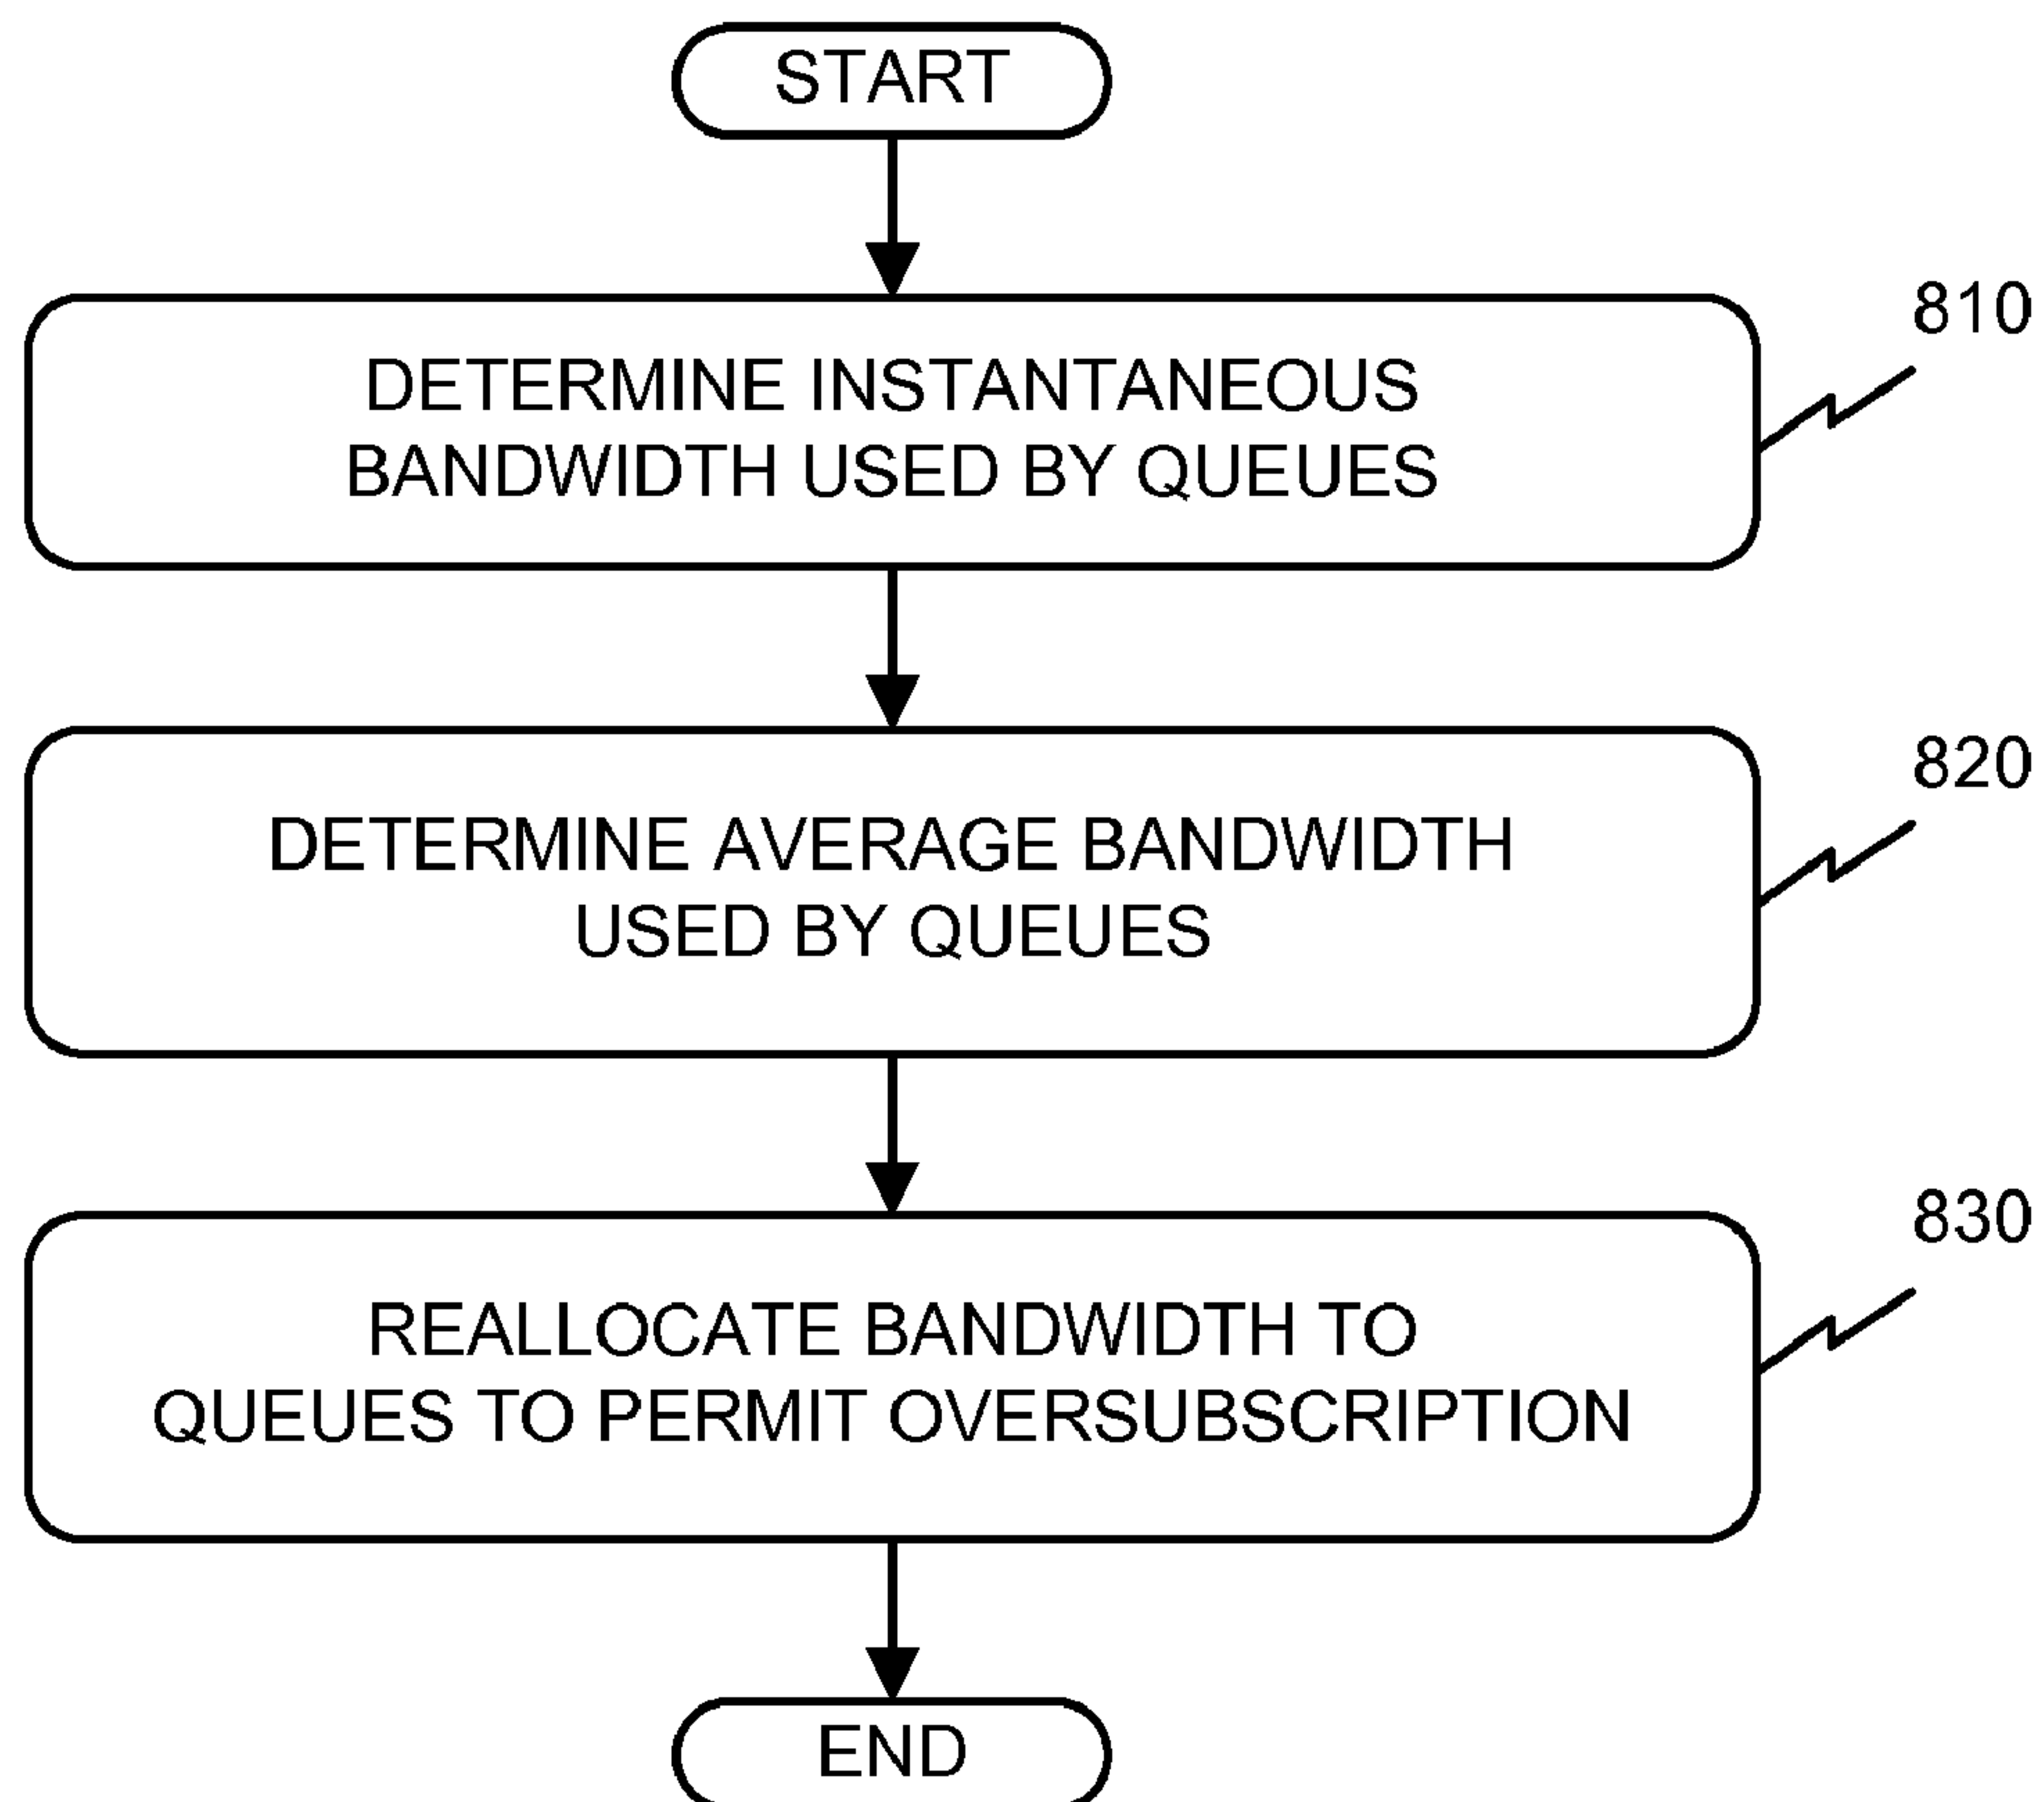 START
810
DETERMINE INSTANTANEOUS
BANDWIDTH USED BY QUEUES
820
DETERMINE AVERAGE BANDWIDTH
USED BY QUEUES
830
REALLOCATE BANDWIDTH TO
QUEUES TO PERMIT OVERSUBSCRIPTION
END